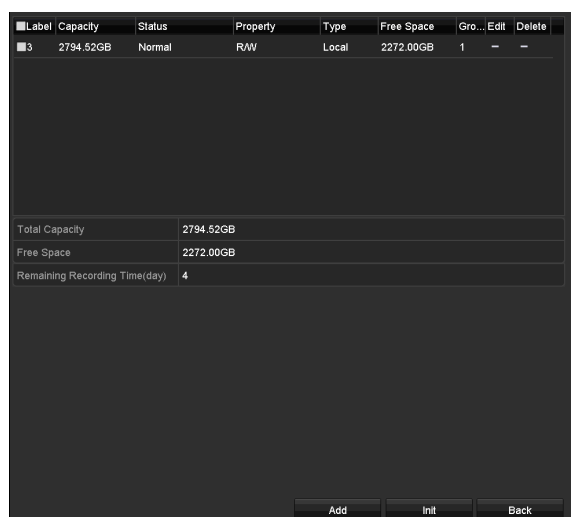 Label Capacity Status Property Type Free Space Gro... Edit Delete
3 2794.52GB Normal R/W Local 2272.00GB 1 – –
Total Capacity 2794.52GB
Free Space 2272.00GB
Remaining Recording Time(day) 4
Add Init Back